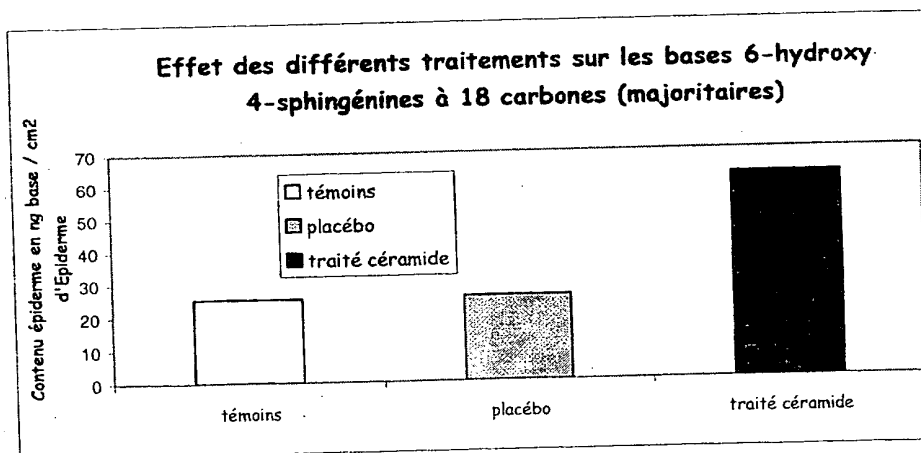 Effet des différents traitements sur les bases 6-hydroxy
4-sphingénines à 18 carbones (majoritaires)
Contenu épiderme en ng base / cm2
d'Epiderme
70
60
50
40
30
20
10
0
témoins
placébo
traité céramide
témoins
placébo
traité céramide